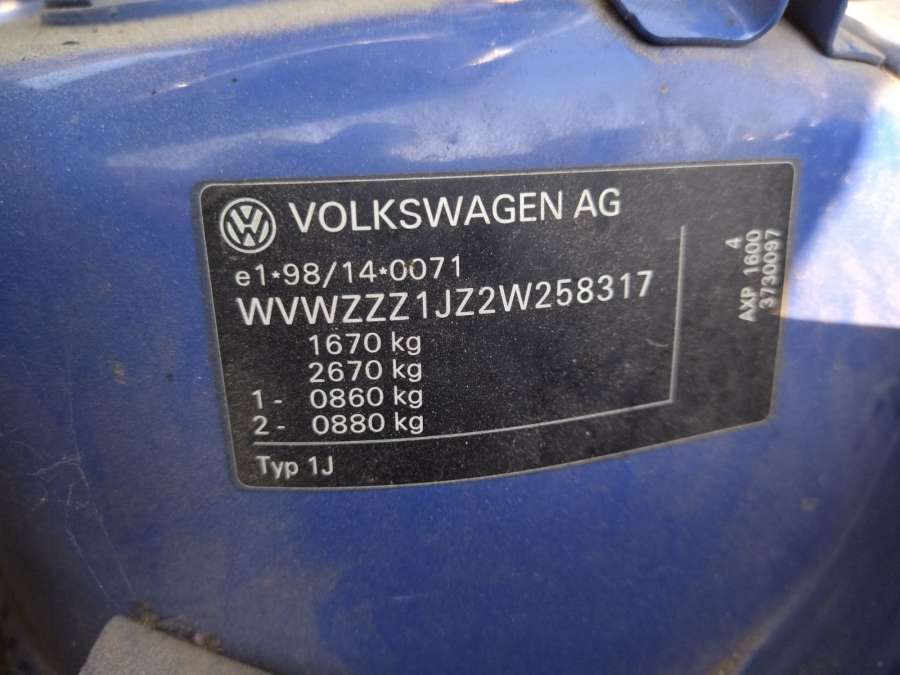 VOLKSWAGEN AG
e1*98/14*0071
WVWZZZ1JZ2W258317
1670 kg
2670 kg
1- 0860 kg
2- 0880 kg
Typ 1J
4
AXP 1600
3730097